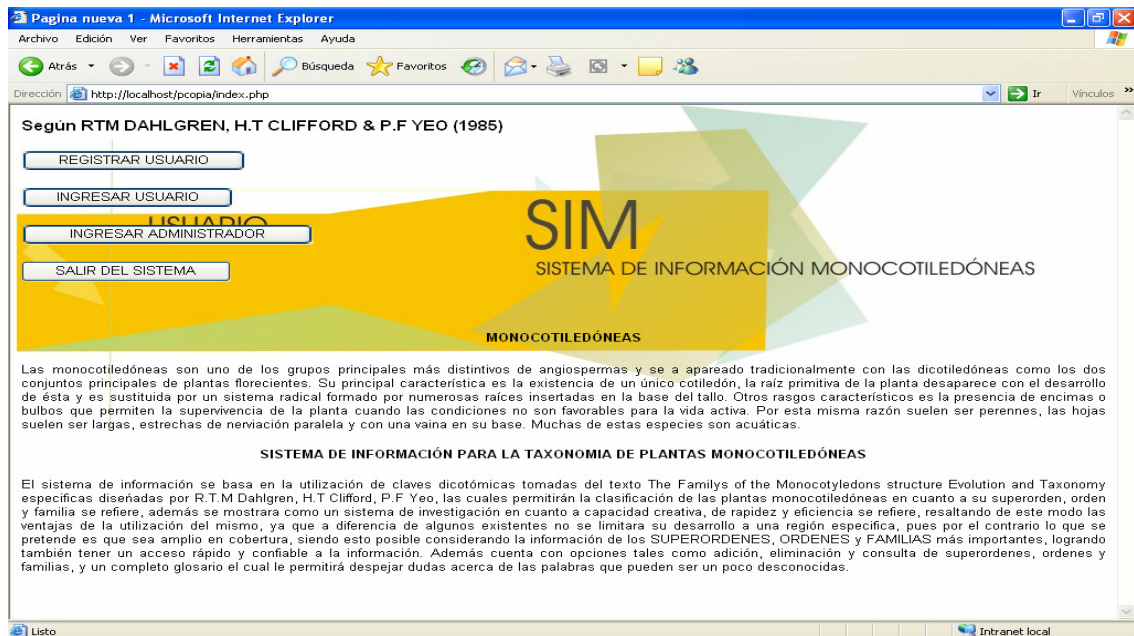 Pagina nueva 1 - Microsoft Internet Explorer
Archivo Edición Ver Favoritos Herramientas Ayuda
Atrás Búsqueda Favoritos
Dirección http://localhost/pcopia/index.php Ir Vínculos »
Según RTM DAHLGREN, H.T CLIFFORD & P.F YEO (1985)
REGISTRAR USUARIO
INGRESAR USUARIO
USUARIO
INGRESAR ADMINISTRADOR
SALIR DEL SISTEMA
SIM
SISTEMA DE INFORMACIÓN MONOCOTILEDÓNEAS
MONOCOTILEDÓNEAS
Las monocotiledóneas son uno de los grupos principales más distintivos de angiospermas y se a apareado tradicionalmente con las dicotiledóneas como los dos
conjuntos principales de plantas florecientes. Su principal característica es la existencia de un único cotiledón, la raíz primitiva de la planta desaparece con el desarrollo
de ésta y es sustituida por un sistema radical formado por numerosas raíces insertadas en la base del tallo. Otros rasgos característicos es la presencia de encimas o
bulbos que permiten la supervivencia de la planta cuando las condiciones no son favorables para la vida activa. Por esta misma razón suelen ser perennes, las hojas
suelen ser largas, estrechas de nerviación paralela y con una vaina en su base. Muchas de estas especies son acuáticas.
SISTEMA DE INFORMACIÓN PARA LA TAXONOMIA DE PLANTAS MONOCOTILEDÓNEAS
El sistema de información se basa en la utilización de claves dicotómicas tomadas del texto The Familys of the Monocotyledons structure Evolution and Taxonomy
especificas diseñadas por R.T.M Dahlgren, H.T Clifford, P.F Yeo, las cuales permitirán la clasificación de las plantas monocotiledóneas en cuanto a su superorden, orden
y familia se refiere, además se mostrara como un sistema de investigación en cuanto a capacidad creativa, de rapidez y eficiencia se refiere, resaltando de este modo las
ventajas de la utilización del mismo, ya que a diferencia de algunos existentes no se limitara su desarrollo a una región especifica, pues por el contrario lo que se
pretende es que sea amplio en cobertura, siendo esto posible considerando la información de los SUPERORDENES, ORDENES y FAMILIAS más importantes, logrando
también tener un acceso rápido y confiable a la información. Además cuenta con opciones tales como adición, eliminación y consulta de superordenes, ordenes y
familias, y un completo glosario el cual le permitirá despejar dudas acerca de las palabras que pueden ser un poco desconocidas.
Listo Intranet local